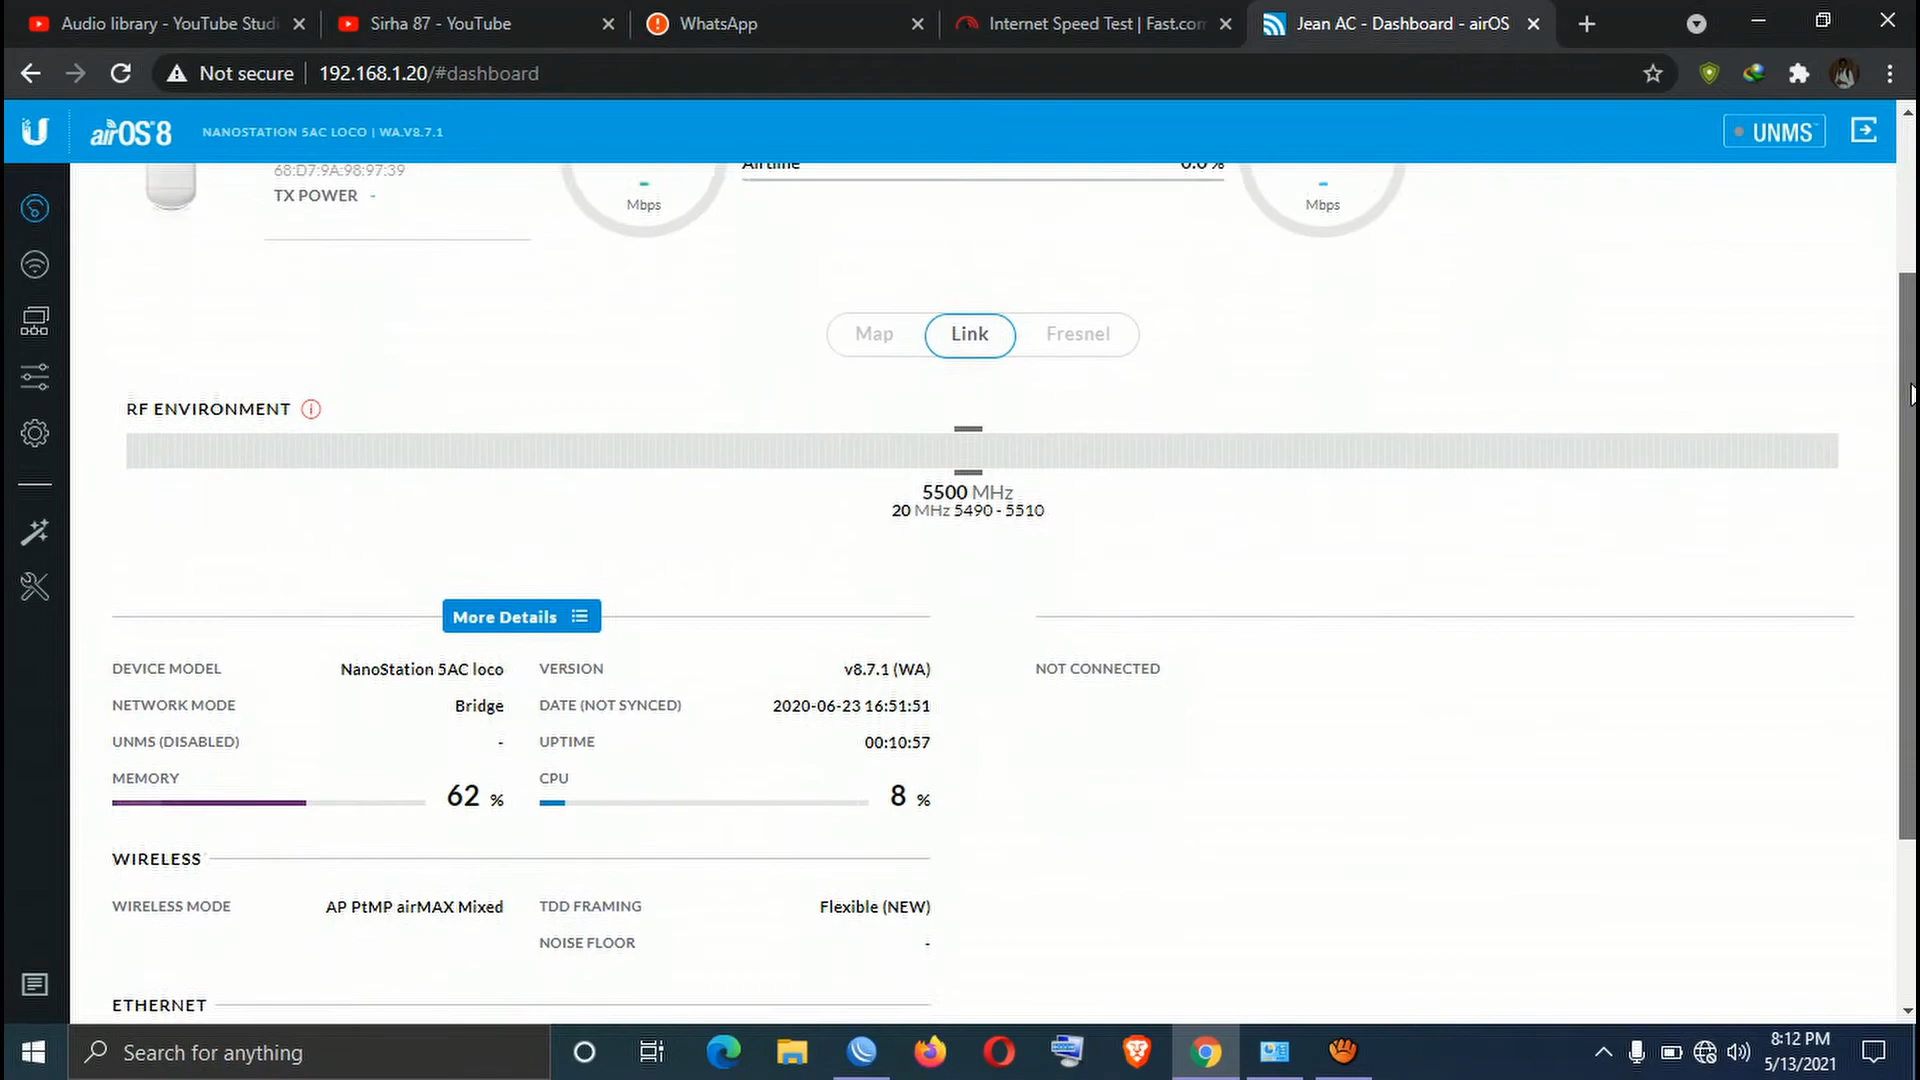 Audio library - YouTube Studi
Sirha 87 - YouTube
WhatsApp
Internet Speed Test | Fast.com
Jean AC - Dashboard - airOS
Not secure
192.168.1.20/#dashboard
airOS 8
NANOSTATION 5AC LOCO | WA.V8.7.1
UNMS
68:D7:9A:98:97:39
Airtime
0.0 %
TX POWER -
- Mbps
- Mbps
Map
Link
Fresnel
RF ENVIRONMENT
5500 MHz
20 MHz 5490 - 5510
More Details
DEVICE MODEL NanoStation 5AC loco
VERSION v8.7.1 (WA)
NOT CONNECTED
NETWORK MODE Bridge
DATE (NOT SYNCED) 2020-06-23 16:51:51
UNMS (DISABLED) -
UPTIME 00:10:57
MEMORY 62 %
CPU 8 %
WIRELESS
WIRELESS MODE AP PtMP airMAX Mixed
TDD FRAMING Flexible (NEW)
NOISE FLOOR -
ETHERNET
Search for anything
8:12 PM
5/13/2021